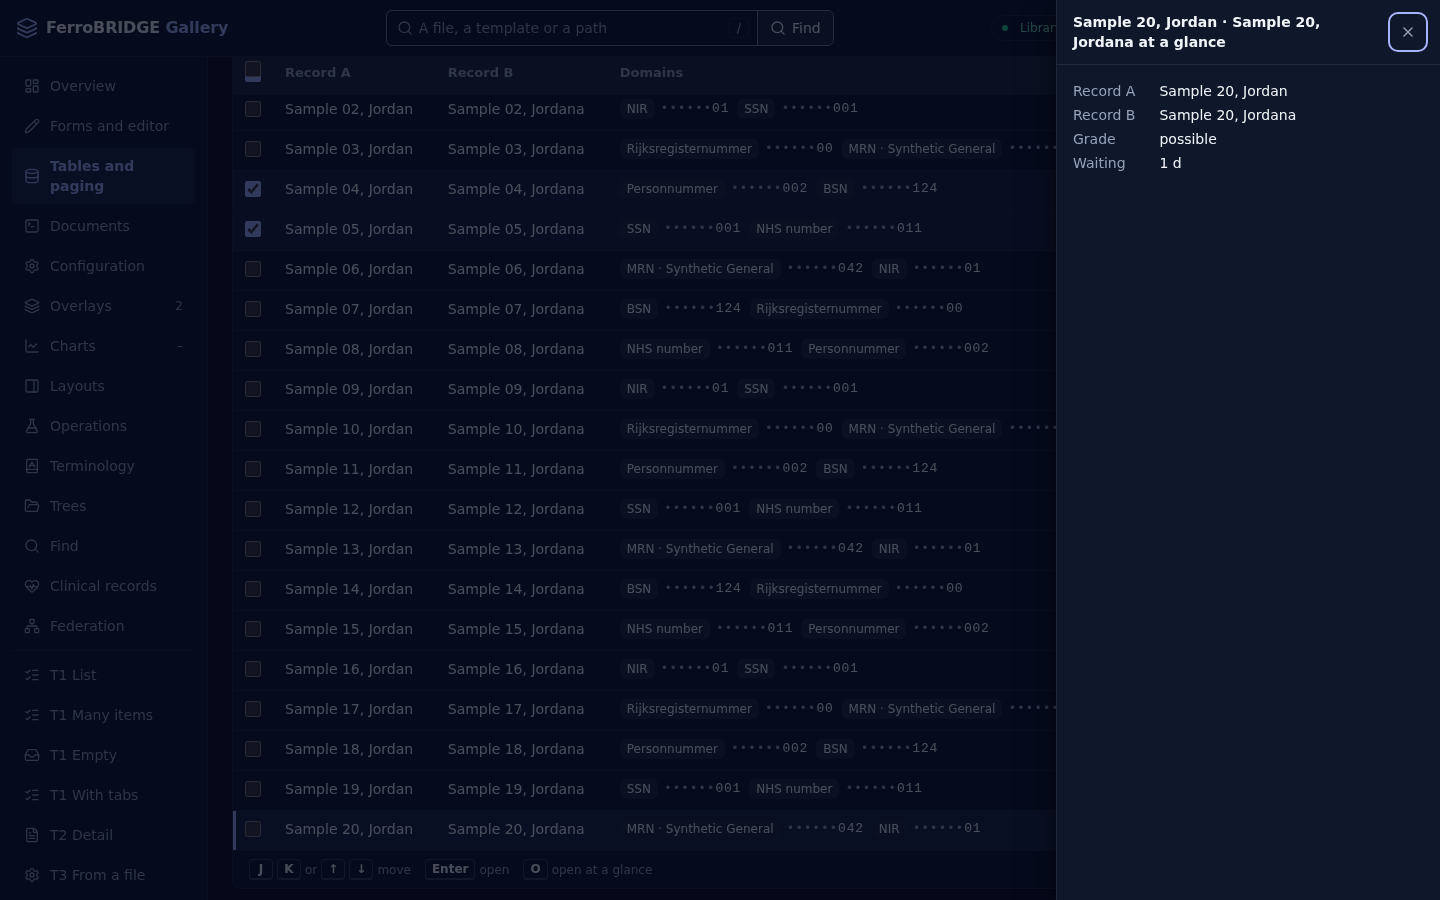 FerroBRIDGE Gallery
A file, a template or a path / Find
Librar
Overview
Forms and editor
Tables and
paging
Documents
Configuration
Overlays 2
Charts -
Layouts
Operations
Terminology
Trees
Find
Clinical records
Federation
T1 List
T1 Many items
T1 Empty
T1 With tabs
T2 Detail
T3 From a file
Record A Record B Domains
Sample 02, Jordan Sample 02, Jordana NIR ••••••01 SSN ••••••001
Sample 03, Jordan Sample 03, Jordana Rijksregisternummer ••••••00 MRN · Synthetic General ••••••
Sample 04, Jordan Sample 04, Jordana Personnummer ••••••002 BSN ••••••124
Sample 05, Jordan Sample 05, Jordana SSN ••••••001 NHS number ••••••011
Sample 06, Jordan Sample 06, Jordana MRN · Synthetic General ••••••042 NIR ••••••01
Sample 07, Jordan Sample 07, Jordana BSN ••••••124 Rijksregisternummer ••••••00
Sample 08, Jordan Sample 08, Jordana NHS number ••••••011 Personnummer ••••••002
Sample 09, Jordan Sample 09, Jordana NIR ••••••01 SSN ••••••001
Sample 10, Jordan Sample 10, Jordana Rijksregisternummer ••••••00 MRN · Synthetic General ••••••
Sample 11, Jordan Sample 11, Jordana Personnummer ••••••002 BSN ••••••124
Sample 12, Jordan Sample 12, Jordana SSN ••••••001 NHS number ••••••011
Sample 13, Jordan Sample 13, Jordana MRN · Synthetic General ••••••042 NIR ••••••01
Sample 14, Jordan Sample 14, Jordana BSN ••••••124 Rijksregisternummer ••••••00
Sample 15, Jordan Sample 15, Jordana NHS number ••••••011 Personnummer ••••••002
Sample 16, Jordan Sample 16, Jordana NIR ••••••01 SSN ••••••001
Sample 17, Jordan Sample 17, Jordana Rijksregisternummer ••••••00 MRN · Synthetic General ••••••
Sample 18, Jordan Sample 18, Jordana Personnummer ••••••002 BSN ••••••124
Sample 19, Jordan Sample 19, Jordana SSN ••••••001 NHS number ••••••011
Sample 20, Jordan Sample 20, Jordana MRN · Synthetic General ••••••042 NIR ••••••01
J K or ↑ ↓ move Enter open O open at a glance
Sample 20, Jordan · Sample 20,
Jordana at a glance
Record A Sample 20, Jordan
Record B Sample 20, Jordana
Grade possible
Waiting 1 d